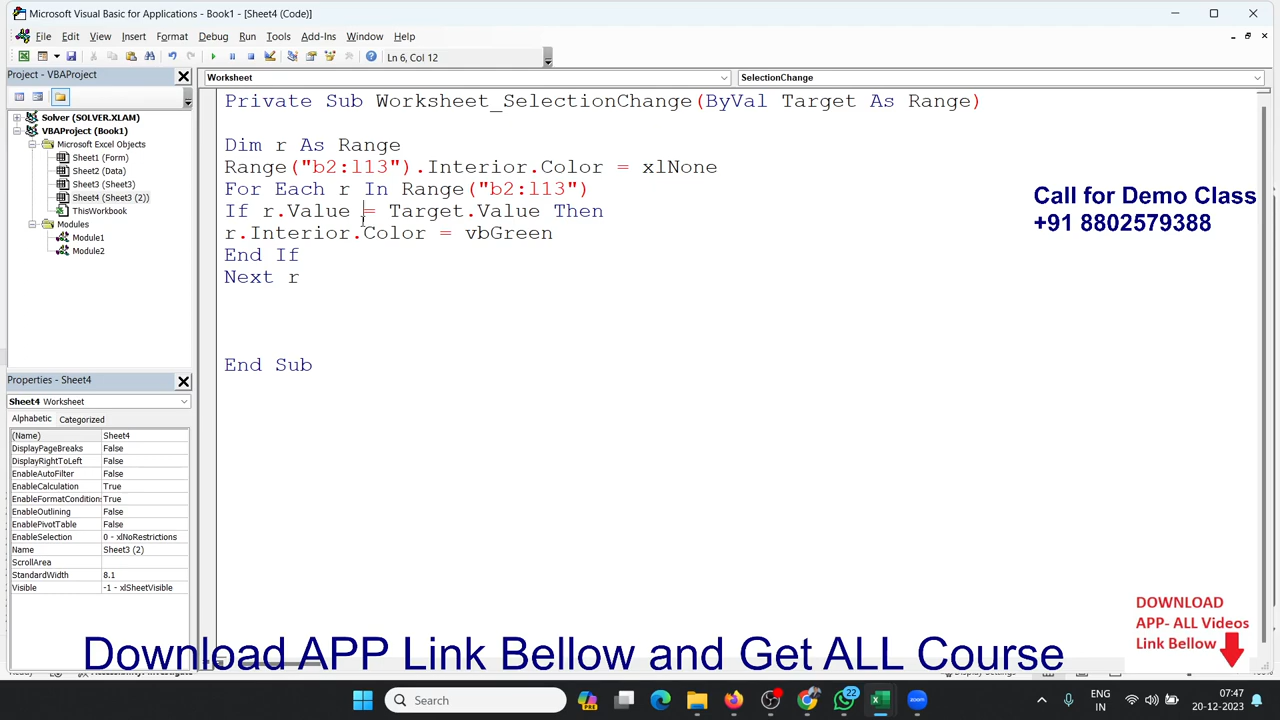 Microsoft Visual Basic for Applications - Book1 - [Sheet4 (Code)]
File Edit View Insert Format Debug Run Tools Add-Ins Window Help
Ln 6, Col 12
Project - VBAProject
Worksheet
SelectionChange
Solver (SOLVER.XLAM)
VBAProject (Book1)
Microsoft Excel Objects
Sheet1 (Form)
Sheet2 (Data)
Sheet3 (Sheet3)
Sheet4 (Sheet3 (2))
ThisWorkbook
Modules
Module1
Module2
Private Sub Worksheet_SelectionChange(ByVal Target As Range)
Dim r As Range
Range("b2:l13").Interior.Color = xlNone
For Each r In Range("b2:l13")
If r.Value = Target.Value Then
r.Interior.Color = vbGreen
End If
Next r
End Sub
Call for Demo Class
+91 8802579388
Properties - Sheet4
Sheet4 Worksheet
Alphabetic Categorized
(Name) Sheet4
DisplayPageBreaks False
DisplayRightToLeft False
EnableAutoFilter False
EnableCalculation True
EnableFormatConditions True
EnableOutlining False
EnablePivotTable False
EnableSelection 0 - xlNoRestrictions
Name Sheet3 (2)
ScrollArea
StandardWidth 8.1
Visible -1 - xlSheetVisible
DOWNLOAD
APP- ALL Videos
Link Bellow
Download APP Link Bellow and Get ALL Course
Search
22
zoom
ENG
IN
07:47
20-12-2023